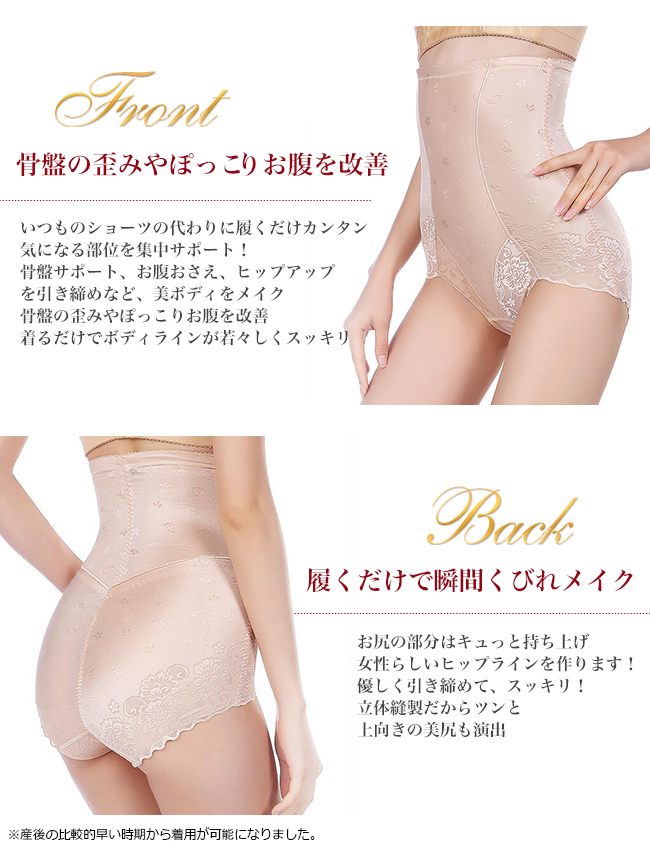 Front
骨盤の歪みやぽっこりお腹を改善
いつものショーツの代わりに履くだけカンタン
気になる部位を集中サポート！
骨盤サポート、お腹おさえ、ヒップアップ
を引き締めなど、美ボディをメイク
骨盤の歪みやぽっこりお腹を改善
着るだけでボディラインが若々しくスッキリ
Back
履くだけで瞬間くびれメイク
お尻の部分はキュっと持ち上げ
女性らしいヒップラインを作ります！
優しく引き締めて、スッキリ！
立体縫製だからツンと
上向きの美尻も演出
※産後の比較的早い時期から着用が可能になりました。